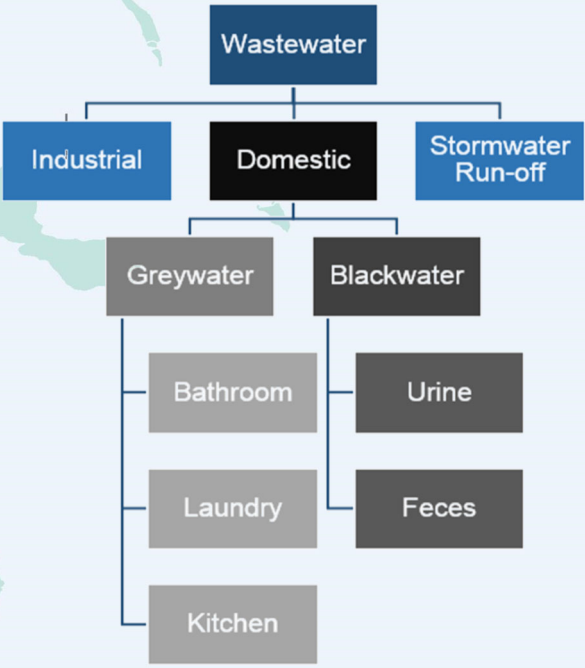 Wastewater
Industrial
Domestic
Stormwater
Run-off
Greywater
Blackwater
Bathroom
Urine
Laundry
Feces
Kitchen